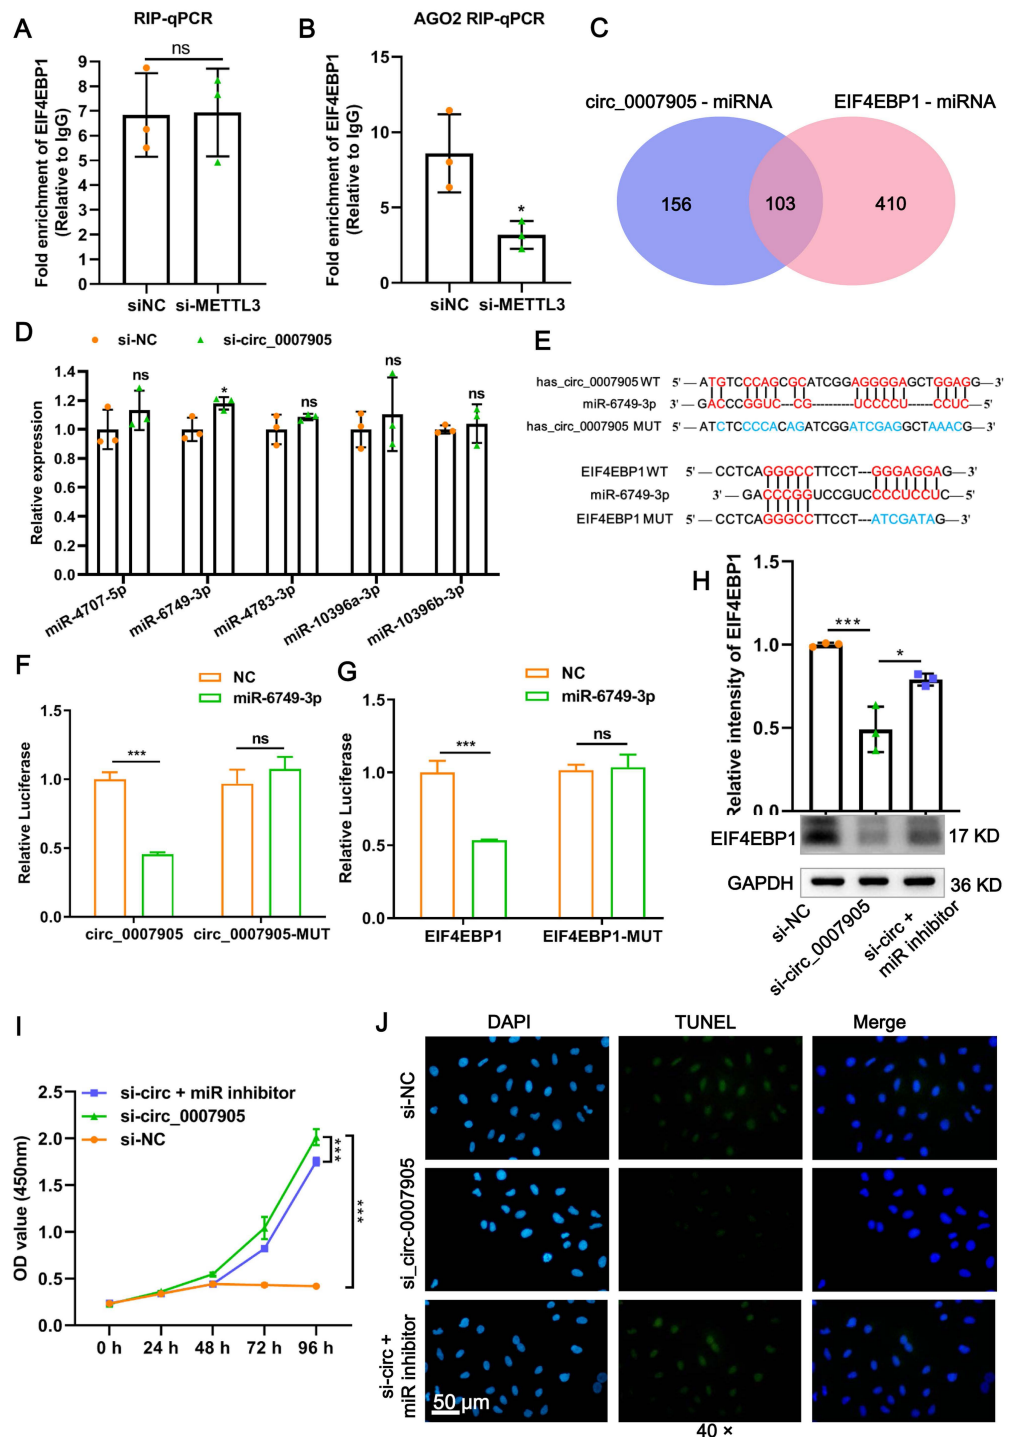 A
RIP-qPCR
Fold enrichment of EIF4EBP1
(Relative to IgG)
ns
9
8
7
6
5
4
3
2
1
0
siNC
si-METTL3
B
AGO2 RIP-qPCR
Fold enrichment of EIF4EBP1
(Relative to IgG)
15
10
5
0
*
siNC
si-METTL3
C
circ_0007905 - miRNA
EIF4EBP1 - miRNA
156
103
410
D
si-NC
si-circ_0007905
Relative expression
1.4
1.2
1.0
0.8
0.6
0.4
0.2
0.0
ns
*
ns
ns
ns
miR-4707-5p
miR-6749-3p
miR-4783-3p
miR-10396a-3p
miR-10396b-3p
E
has_circ_0007905 WT 5'— ATGTCCCAGCGCATCGGAGGGGAGCTGGAGG—3'
miR-6749-3p 3'— GACCCGGUC---CG----------UCCCCU----CCUC— 5'
has_circ_0007905 MUT 5'— ATCTCCCCACAGATCGGATCGAGGCTAAACG—3'
EIF4EBP1 WT 5'— CCTCAGGGCCTTCCT---GGGAGGAG—3'
miR-6749-3p 3'— GACCCGGUCCGUCCCCUCCUC—5'
EIF4EBP1 MUT 5'— CCTCAGGGCCTTCCT---ATCGATAG—3'
F
NC
miR-6749-3p
Relative Luciferase
1.5
1.0
0.5
0.0
***
ns
circ_0007905
circ_0007905-MUT
G
NC
miR-6749-3p
Relative Luciferase
1.5
1.0
0.5
0.0
***
ns
EIF4EBP1
EIF4EBP1-MUT
H
Relative intensity of EIF4EBP1
1.0
0.5
0.0
***
*
EIF4EBP1
17 KD
GAPDH
36 KD
si-NC
si-circ_0007905
si-circ +
miR inhibitor
I
si-circ + miR inhibitor
si-circ_0007905
si-NC
OD value (450nm)
2.5
2.0
1.5
1.0
0.5
0.0
***
***
0 h
24 h
48 h
72 h
96 h
J
DAPI
TUNEL
Merge
si-NC
si_circ-0007905
si-circ +
miR inhibitor
50 µm
40 ×